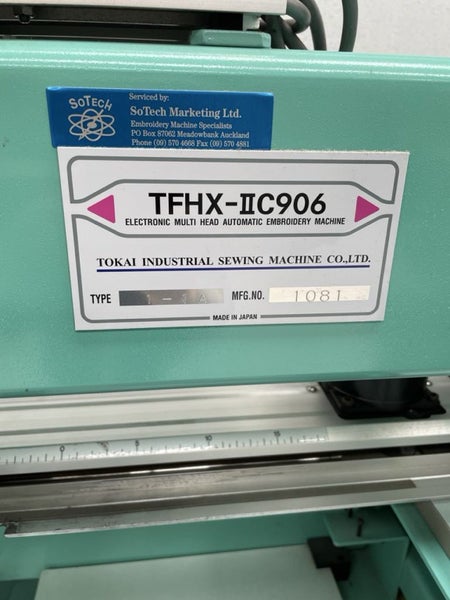 SOTECH
Serviced by:
SoTech Marketing Ltd.
Embroidery Machine Specialists
PO Box 87062 Meadowbank Auckland
Phone (09) 570 4668 Fax (09) 570 4881
TFHX-IIC906
ELECTRONIC MULTI HEAD AUTOMATIC EMBROIDERY MACHINE
TOKAI INDUSTRIAL SEWING MACHINE CO.,LTD.
TYPE 1-1A MFG.NO. 1081
MADE IN JAPAN